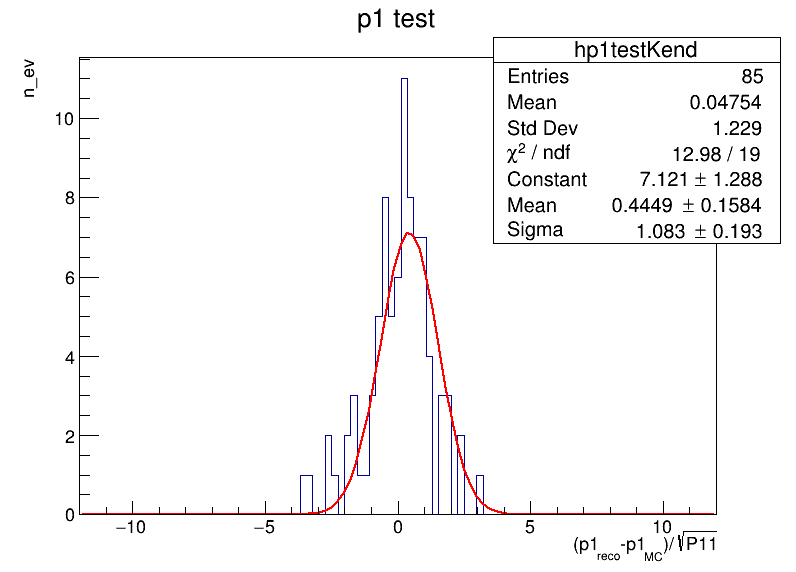 p1 test
n_ev
hp1testKend
Entries 85
Mean 0.04754
Std Dev 1.229
χ² / ndf 12.98 / 19
Constant 7.121 ± 1.288
Mean 0.4449 ± 0.1584
Sigma 1.083 ± 0.193
10
8
6
4
2
0
−10 −5 0 5 10
(p1reco-p1MC)/√P11